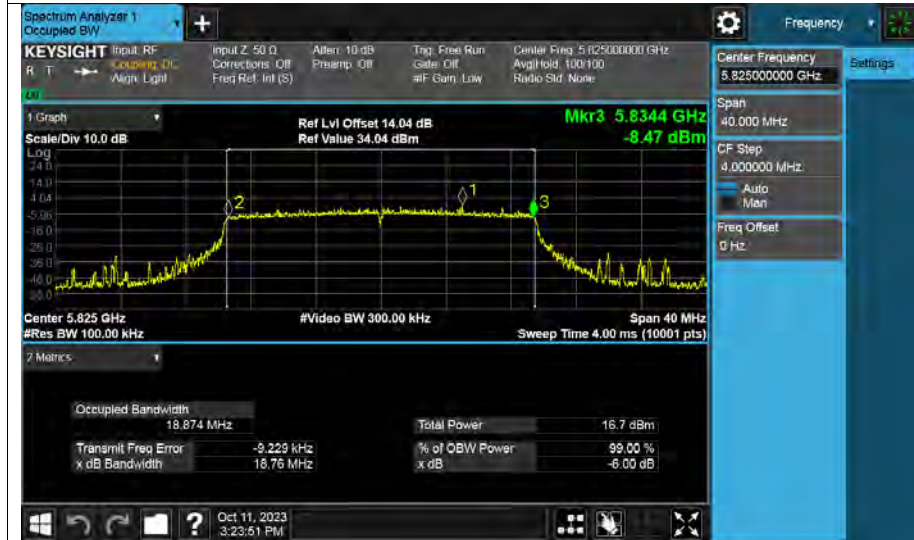 Spectrum Analyzer 1
Occupied BW
+
Frequency
KEYSIGHT Input: RF
R T
Coupling: DC
Align: Light
Input Z: 50 Ω
Corrections: Off
Freq Ref: Int (S)
Atten: 10 dB
Preamp: Off
Trig: Free Run
Gate: Off
#IF Gain: Low
Center Freq: 5.825000000 GHz
Avg|Hold: 100/100
Radio Std: None
Center Frequency
5.825000000 GHz
Settings
Span
40.000 MHz
CF Step
4.000000 MHz
Auto
Man
Freq Offset
0 Hz
1 Graph
Scale/Div 10.0 dB
Ref Lvl Offset 14.04 dB
Ref Value 34.04 dBm
Mkr3 5.8344 GHz
-8.47 dBm
Log
24.0
14.0
4.04
-5.96
-16.0
-26.0
-36.0
-46.0
-56.0
2
1
3
Center 5.825 GHz
#Video BW 300.00 kHz
Span 40 MHz
#Res BW 100.00 kHz
Sweep Time 4.00 ms (10001 pts)
2 Metrics
Occupied Bandwidth
18.874 MHz
Total Power 16.7 dBm
Transmit Freq Error -9.229 kHz
% of OBW Power 99.00 %
x dB Bandwidth 18.76 MHz
x dB -6.00 dB
?
Oct 11, 2023
3:23:51 PM